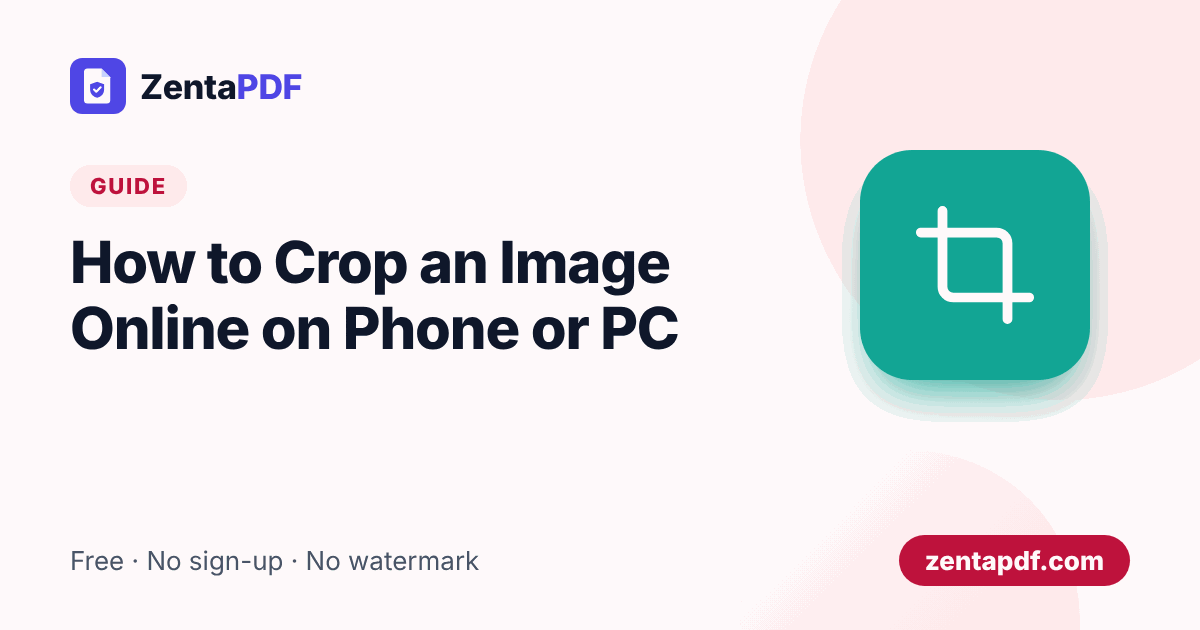 ZentaPDF
GUIDE
How to Crop an Image
Online on Phone or PC
Free · No sign-up · No watermark
zentapdf.com